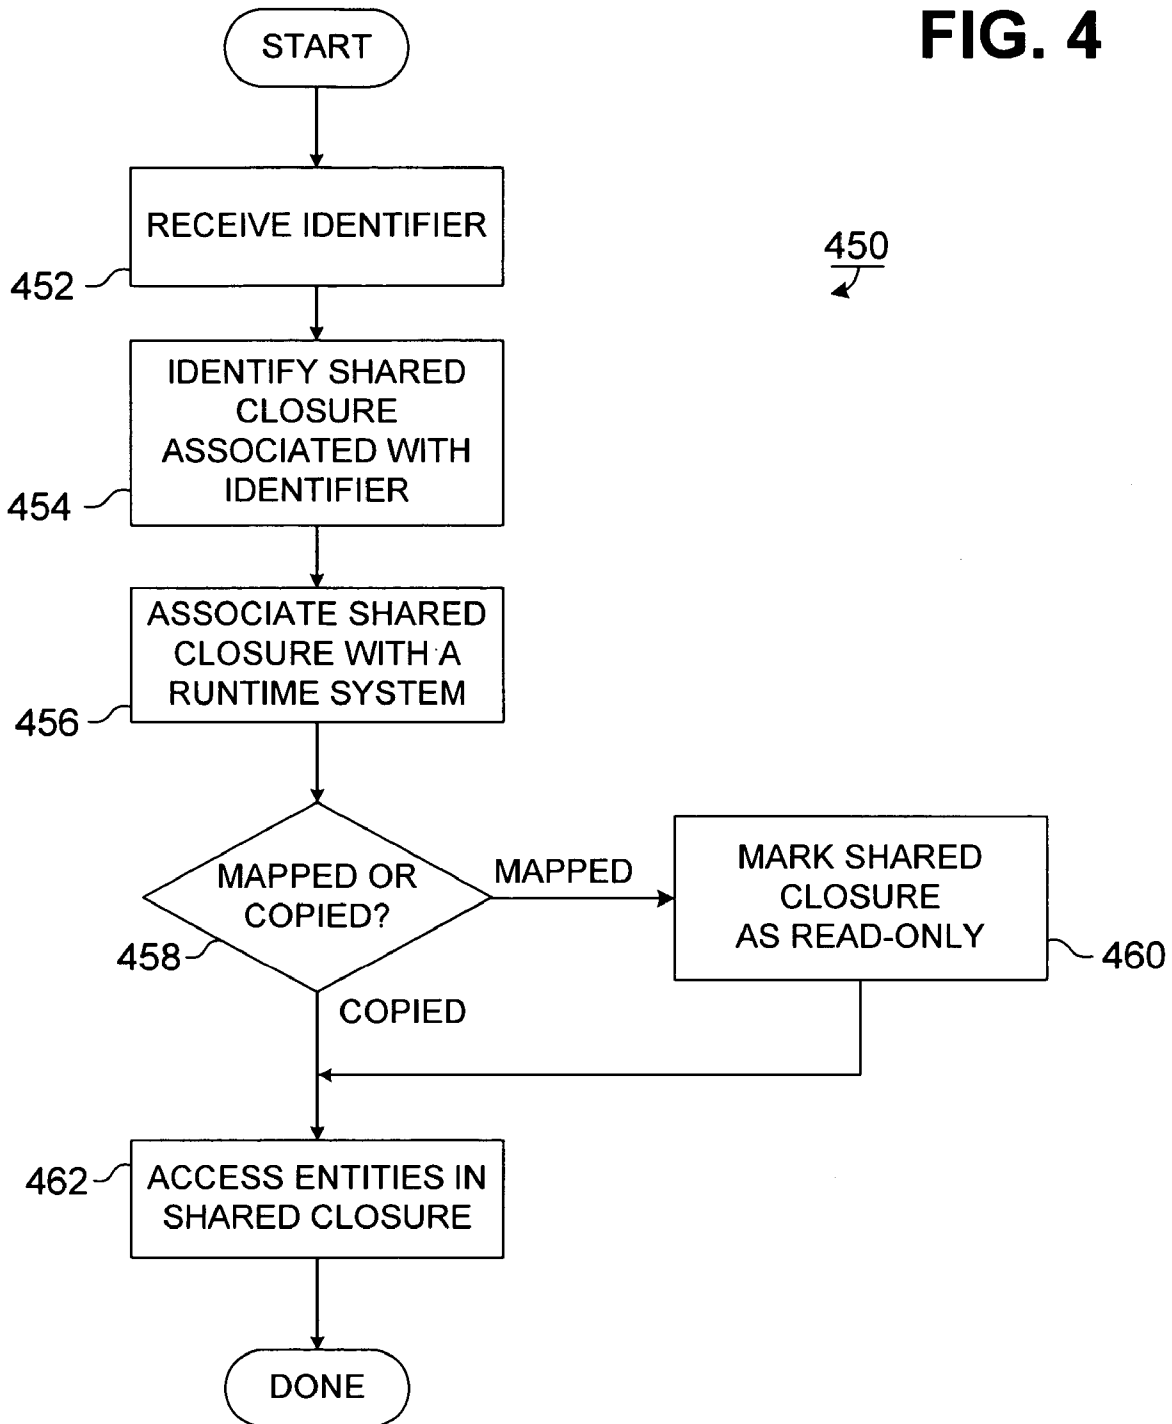 FIG. 4
START
RECEIVE IDENTIFIER
452
450
IDENTIFY SHARED
CLOSURE
ASSOCIATED WITH
IDENTIFIER
454
ASSOCIATE SHARED
CLOSURE WITH A
RUNTIME SYSTEM
456
MAPPED OR
COPIED?
458
MAPPED
MARK SHARED
CLOSURE
AS READ-ONLY
460
COPIED
462
ACCESS ENTITIES IN
SHARED CLOSURE
DONE